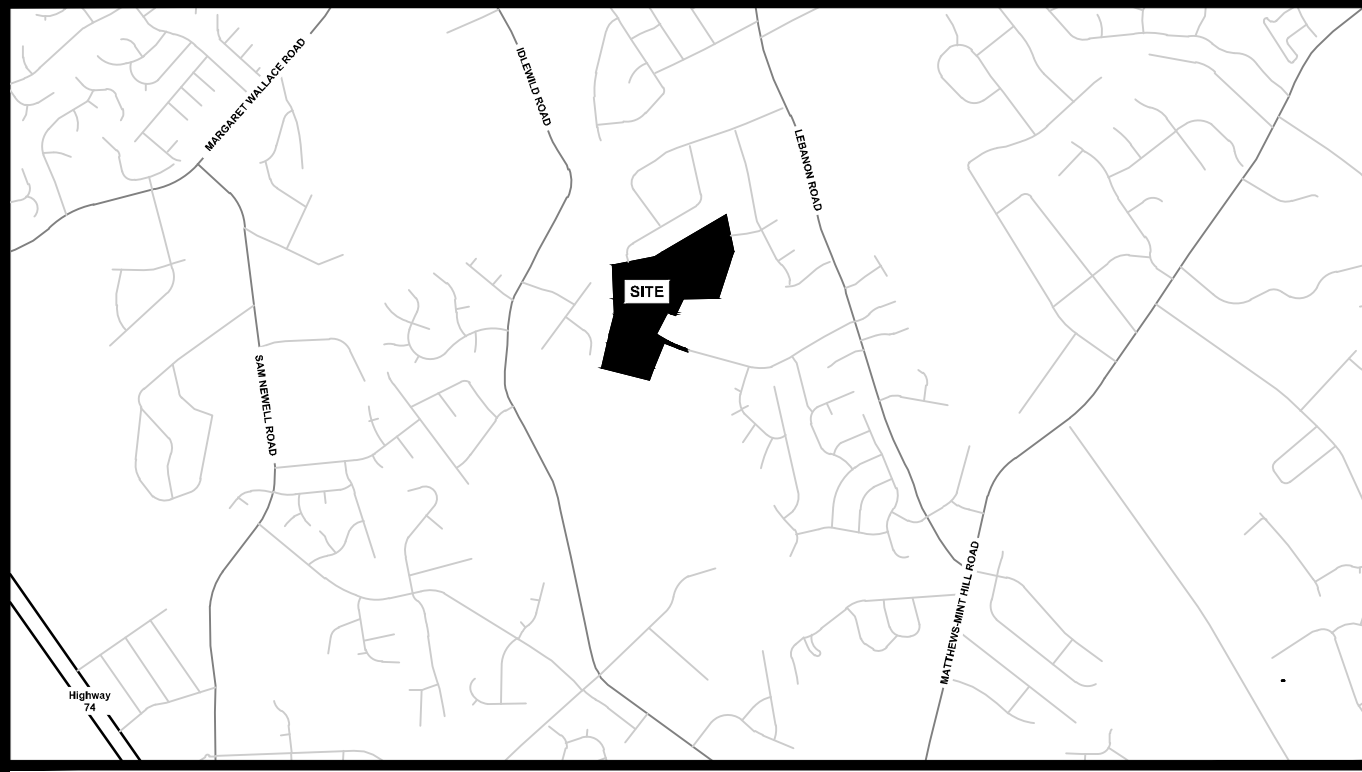 MARGARET WALLACE ROAD
IDLEWILD ROAD
LEBANON ROAD
SITE
SAM NEWELL ROAD
MATTHEWS-MINT HILL ROAD
Highway
74